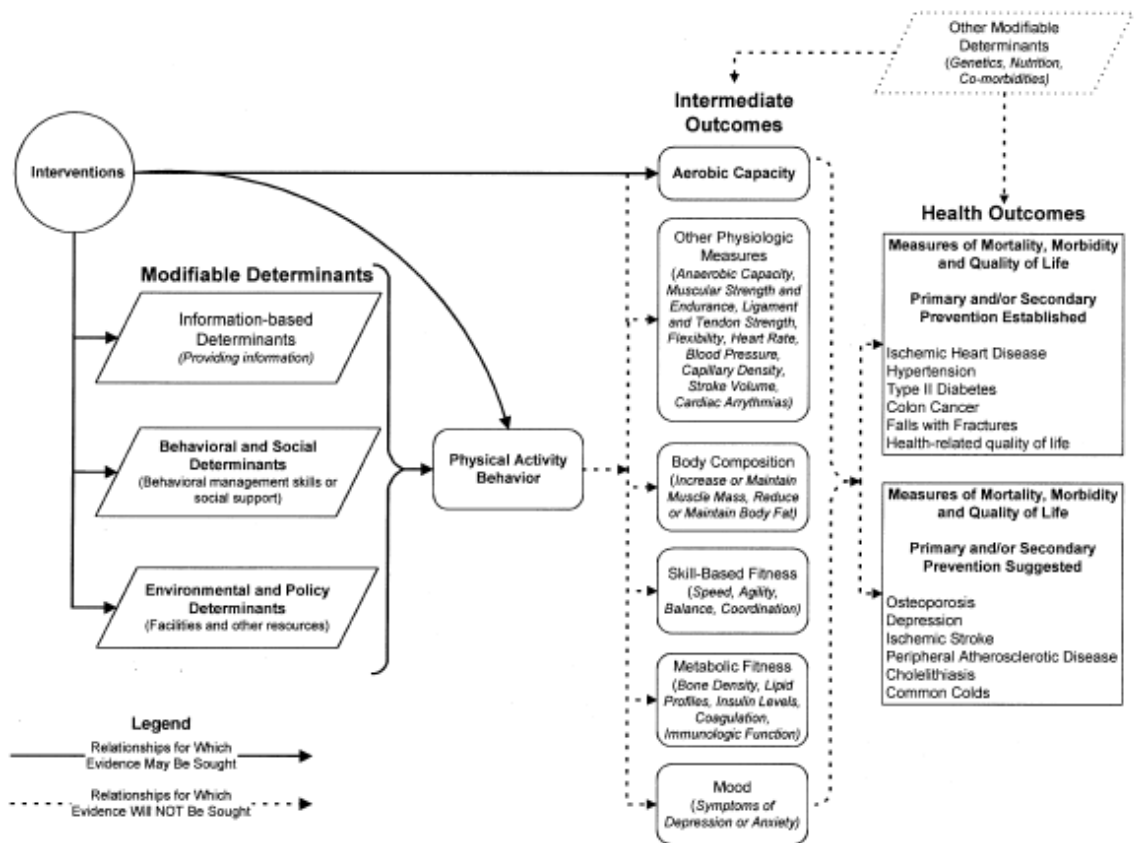 Other Modifiable
Determinants
(Genetics, Nutrition,
Co-morbidities)
Intermediate
Outcomes
Interventions
Aerobic Capacity
Health Outcomes
Modifiable Determinants
Information-based
Determinants
(Providing information)
Behavioral and Social
Determinants
(Behavioral management skills or
social support)
Environmental and Policy
Determinants
(Facilities and other resources)
Physical Activity
Behavior
Other Physiologic
Measures
(Anaerobic Capacity,
Muscular Strength and
Endurance, Ligament
and Tendon Strength,
Flexibility, Heart Rate,
Blood Pressure,
Capillary Density,
Stroke Volume,
Cardiac Arrythmias)
Body Composition
(Increase or Maintain
Muscle Mass, Reduce
or Maintain Body Fat)
Skill-Based Fitness
(Speed, Agility,
Balance, Coordination)
Metabolic Fitness
(Bone Density, Lipid
Profiles, Insulin Levels,
Coagulation,
Immunologic Function)
Mood
(Symptoms of
Depression or Anxiety)
Measures of Mortality, Morbidity
and Quality of Life
Primary and/or Secondary
Prevention Established
Ischemic Heart Disease
Hypertension
Type II Diabetes
Colon Cancer
Falls with Fractures
Health-related quality of life
Measures of Mortality, Morbidity
and Quality of Life
Primary and/or Secondary
Prevention Suggested
Osteoporosis
Depression
Ischemic Stroke
Peripheral Atherosclerotic Disease
Cholelithiasis
Common Colds
Legend
Relationships for Which
Evidence May Be Sought
Relationships for Which
Evidence Will NOT Be Sought